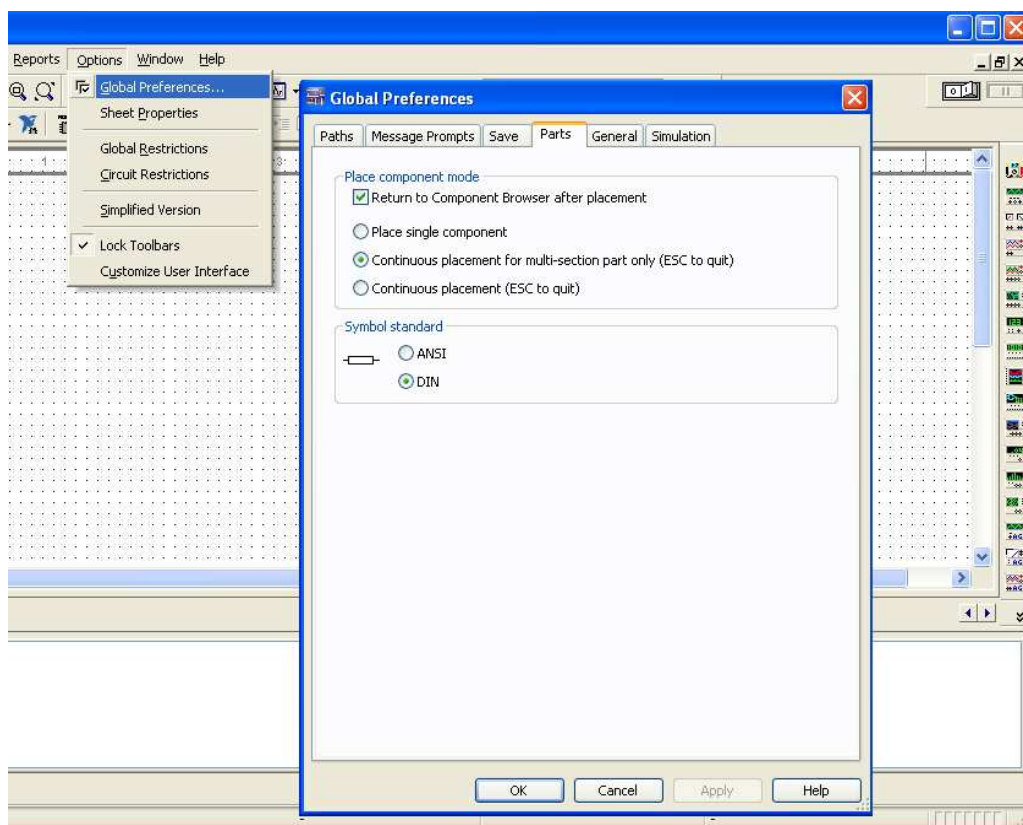 Reports Options Window Help
Global Preferences...
Sheet Properties
Global Restrictions
Circuit Restrictions
Simplified Version
Lock Toolbars
Customize User Interface
Global Preferences
Paths Message Prompts Save Parts General Simulation
Place component mode
Return to Component Browser after placement
Place single component
Continuous placement for multi-section part only (ESC to quit)
Continuous placement (ESC to quit)
Symbol standard
ANSI
DIN
OK Cancel Apply Help